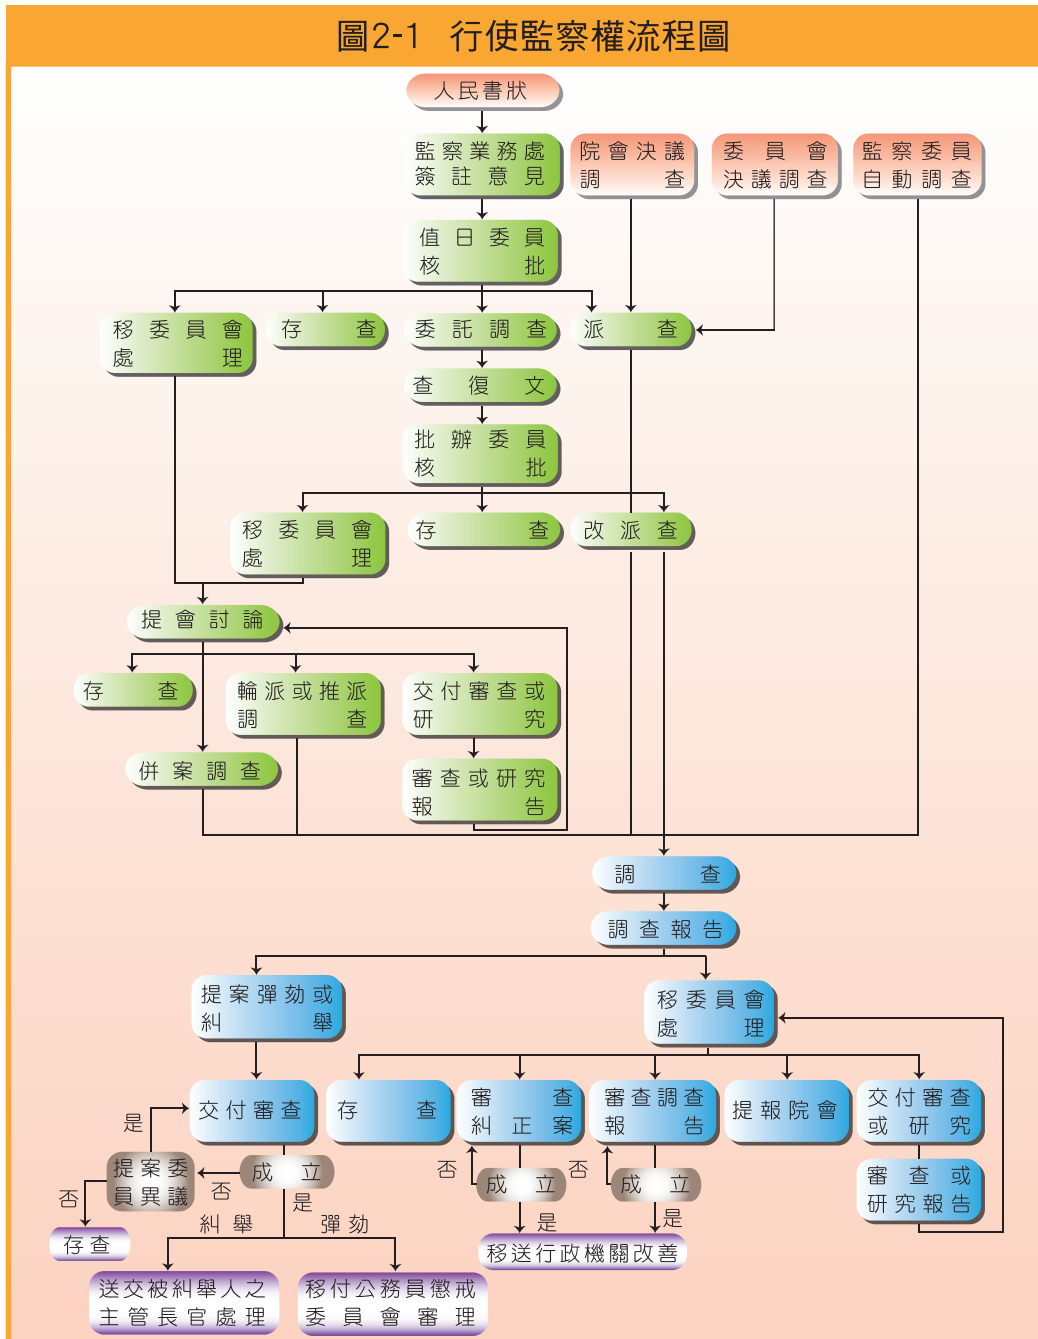 圖2-1 行使監察權流程圖
人民書狀
監察業務處
簽註意見
院會決議
調查
委員會
決議調查
監察委員
自動調查
值日委員
核批
移委員會
處理
存查
委託調查
派查
查復文
批辦委員
核批
移委員會
處理
存查
改派查
提會討論
存查
輪派或推派
調查
交付審查或
研究
併案調查
審查或研究
報告
調查
調查報告
提案彈劾或
糾舉
移委員會
處理
交付審查
存查
審查
糾正案
審查調查
報告
提報院會
交付審查
或研究
是
提案委
員異議
否
成立
否
是
否
成立
是
否
成立
是
審查或
研究報告
存查
糾舉
彈劾
移送行政機關改善
送交被糾舉人之
主管長官處理
移付公務員懲戒
委員會審理